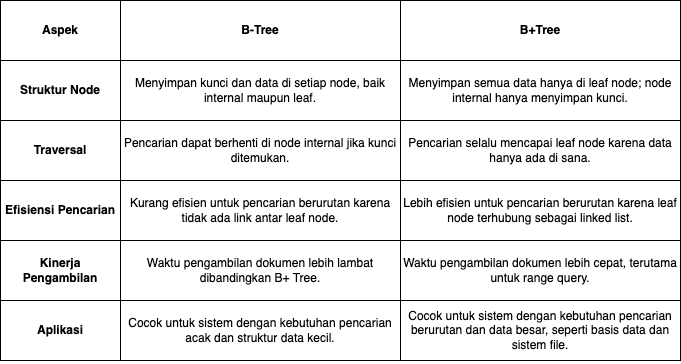 Aspek
B-Tree
B+Tree
Struktur Node
Menyimpan kunci dan data di setiap node, baik
internal maupun leaf.
Menyimpan semua data hanya di leaf node; node
internal hanya menyimpan kunci.
Traversal
Pencarian dapat berhenti di node internal jika kunci
ditemukan.
Pencarian selalu mencapai leaf node karena data
hanya ada di sana.
Efisiensi Pencarian
Kurang efisien untuk pencarian berurutan karena
tidak ada link antar leaf node.
Lebih efisien untuk pencarian berurutan karena leaf
node terhubung sebagai linked list.
Kinerja
Pengambilan
Waktu pengambilan dokumen lebih lambat
dibandingkan B+ Tree.
Waktu pengambilan dokumen lebih cepat, terutama
untuk range query.
Aplikasi
Cocok untuk sistem dengan kebutuhan pencarian
acak dan struktur data kecil.
Cocok untuk sistem dengan kebutuhan pencarian
berurutan dan data besar, seperti basis data dan
sistem file.